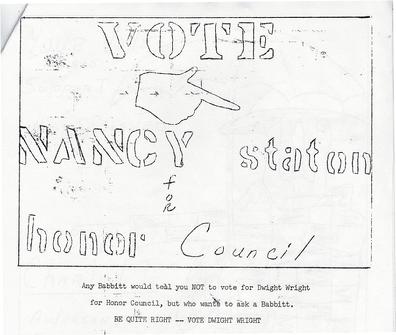 VOTE
NANCY staton
for
honor Council
Any Babbitt would tell you NOT to vote for Dwight Wright
for Honor Council, but who wants to ask a Babbitt.
BE QUITE RIGHT -- VOTE DWIGHT WRIGHT